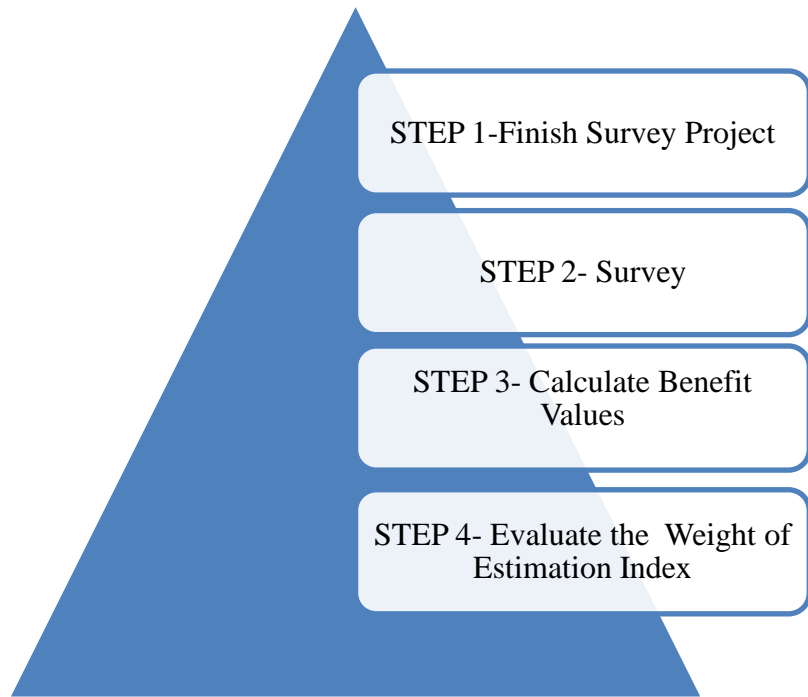 STEP 1-Finish Survey Project
STEP 2- Survey
STEP 3- Calculate Benefit
Values
STEP 4- Evaluate the  Weight of
Estimation Index